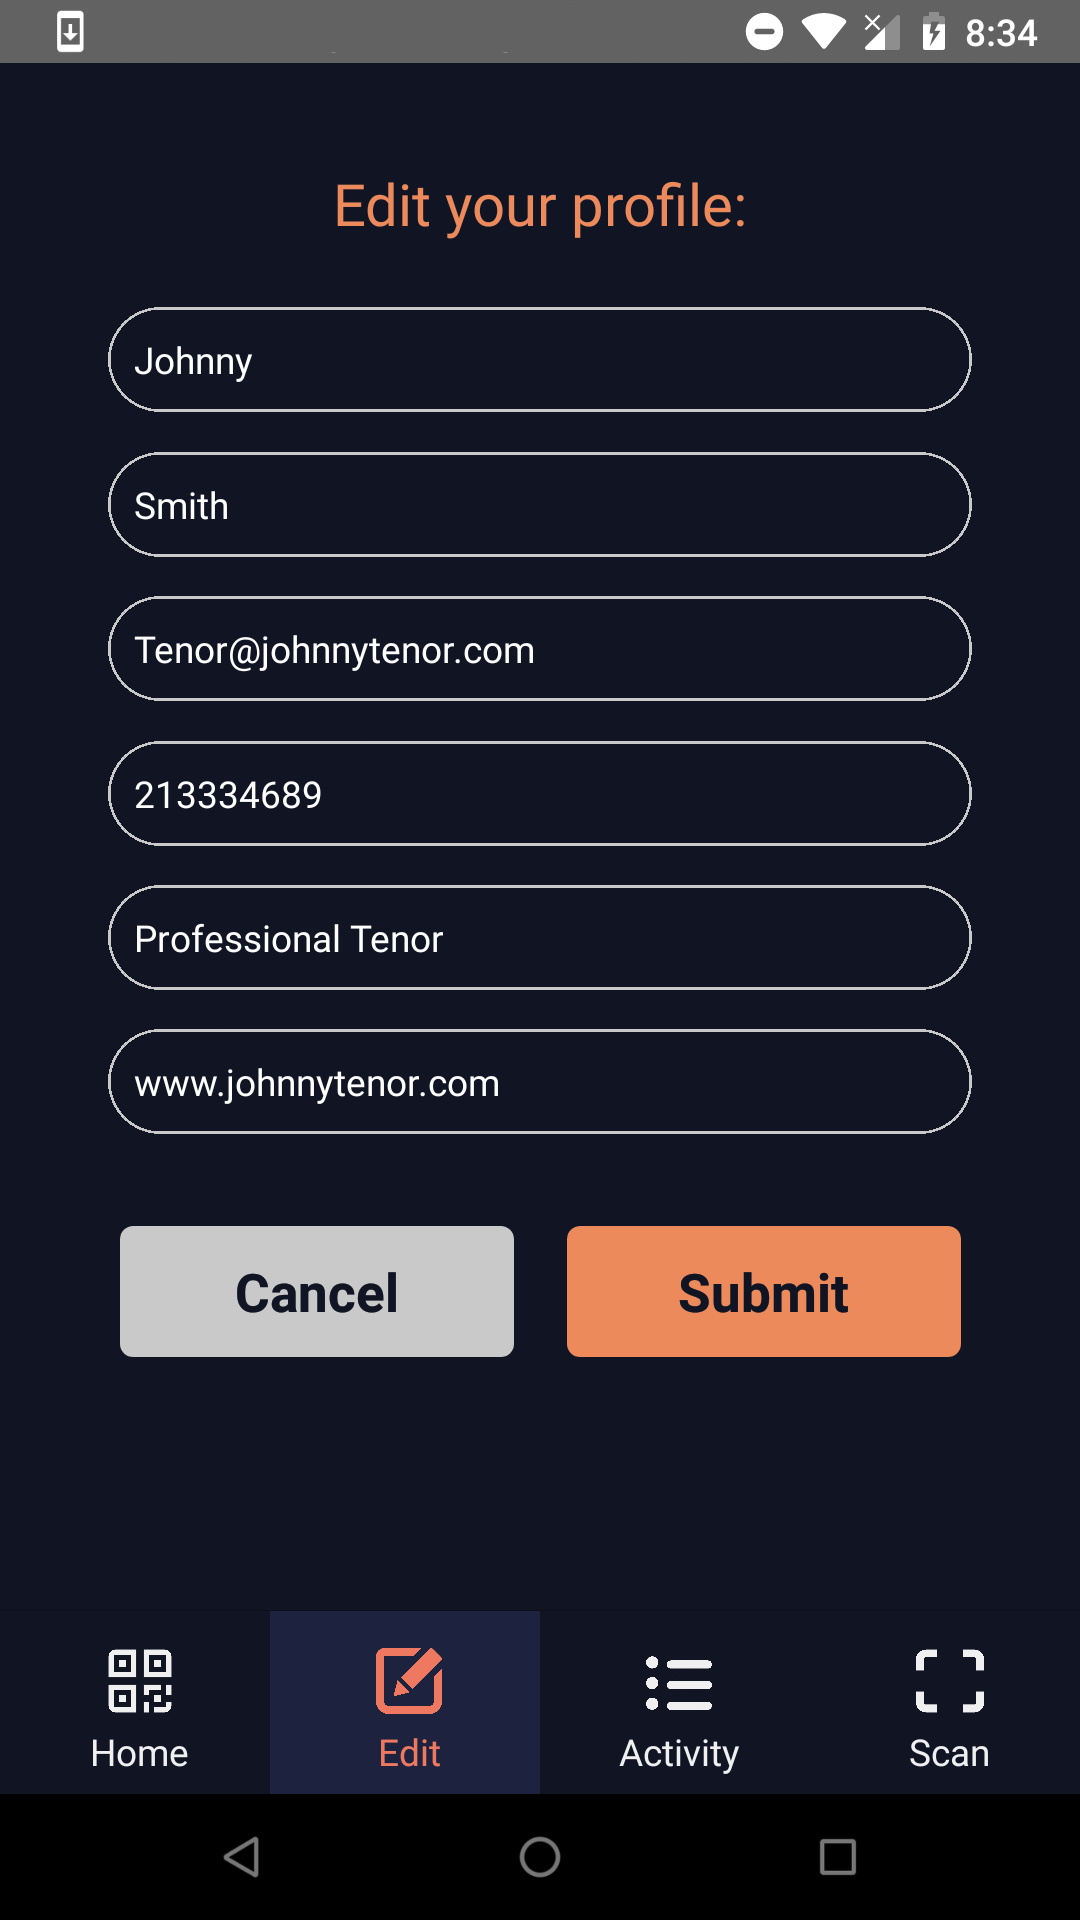 8:34
Edit your profile:
Johnny
Smith
Tenor@johnnytenor.com
213334689
Professional Tenor
www.johnnytenor.com
Cancel Submit
Home Edit Activity Scan